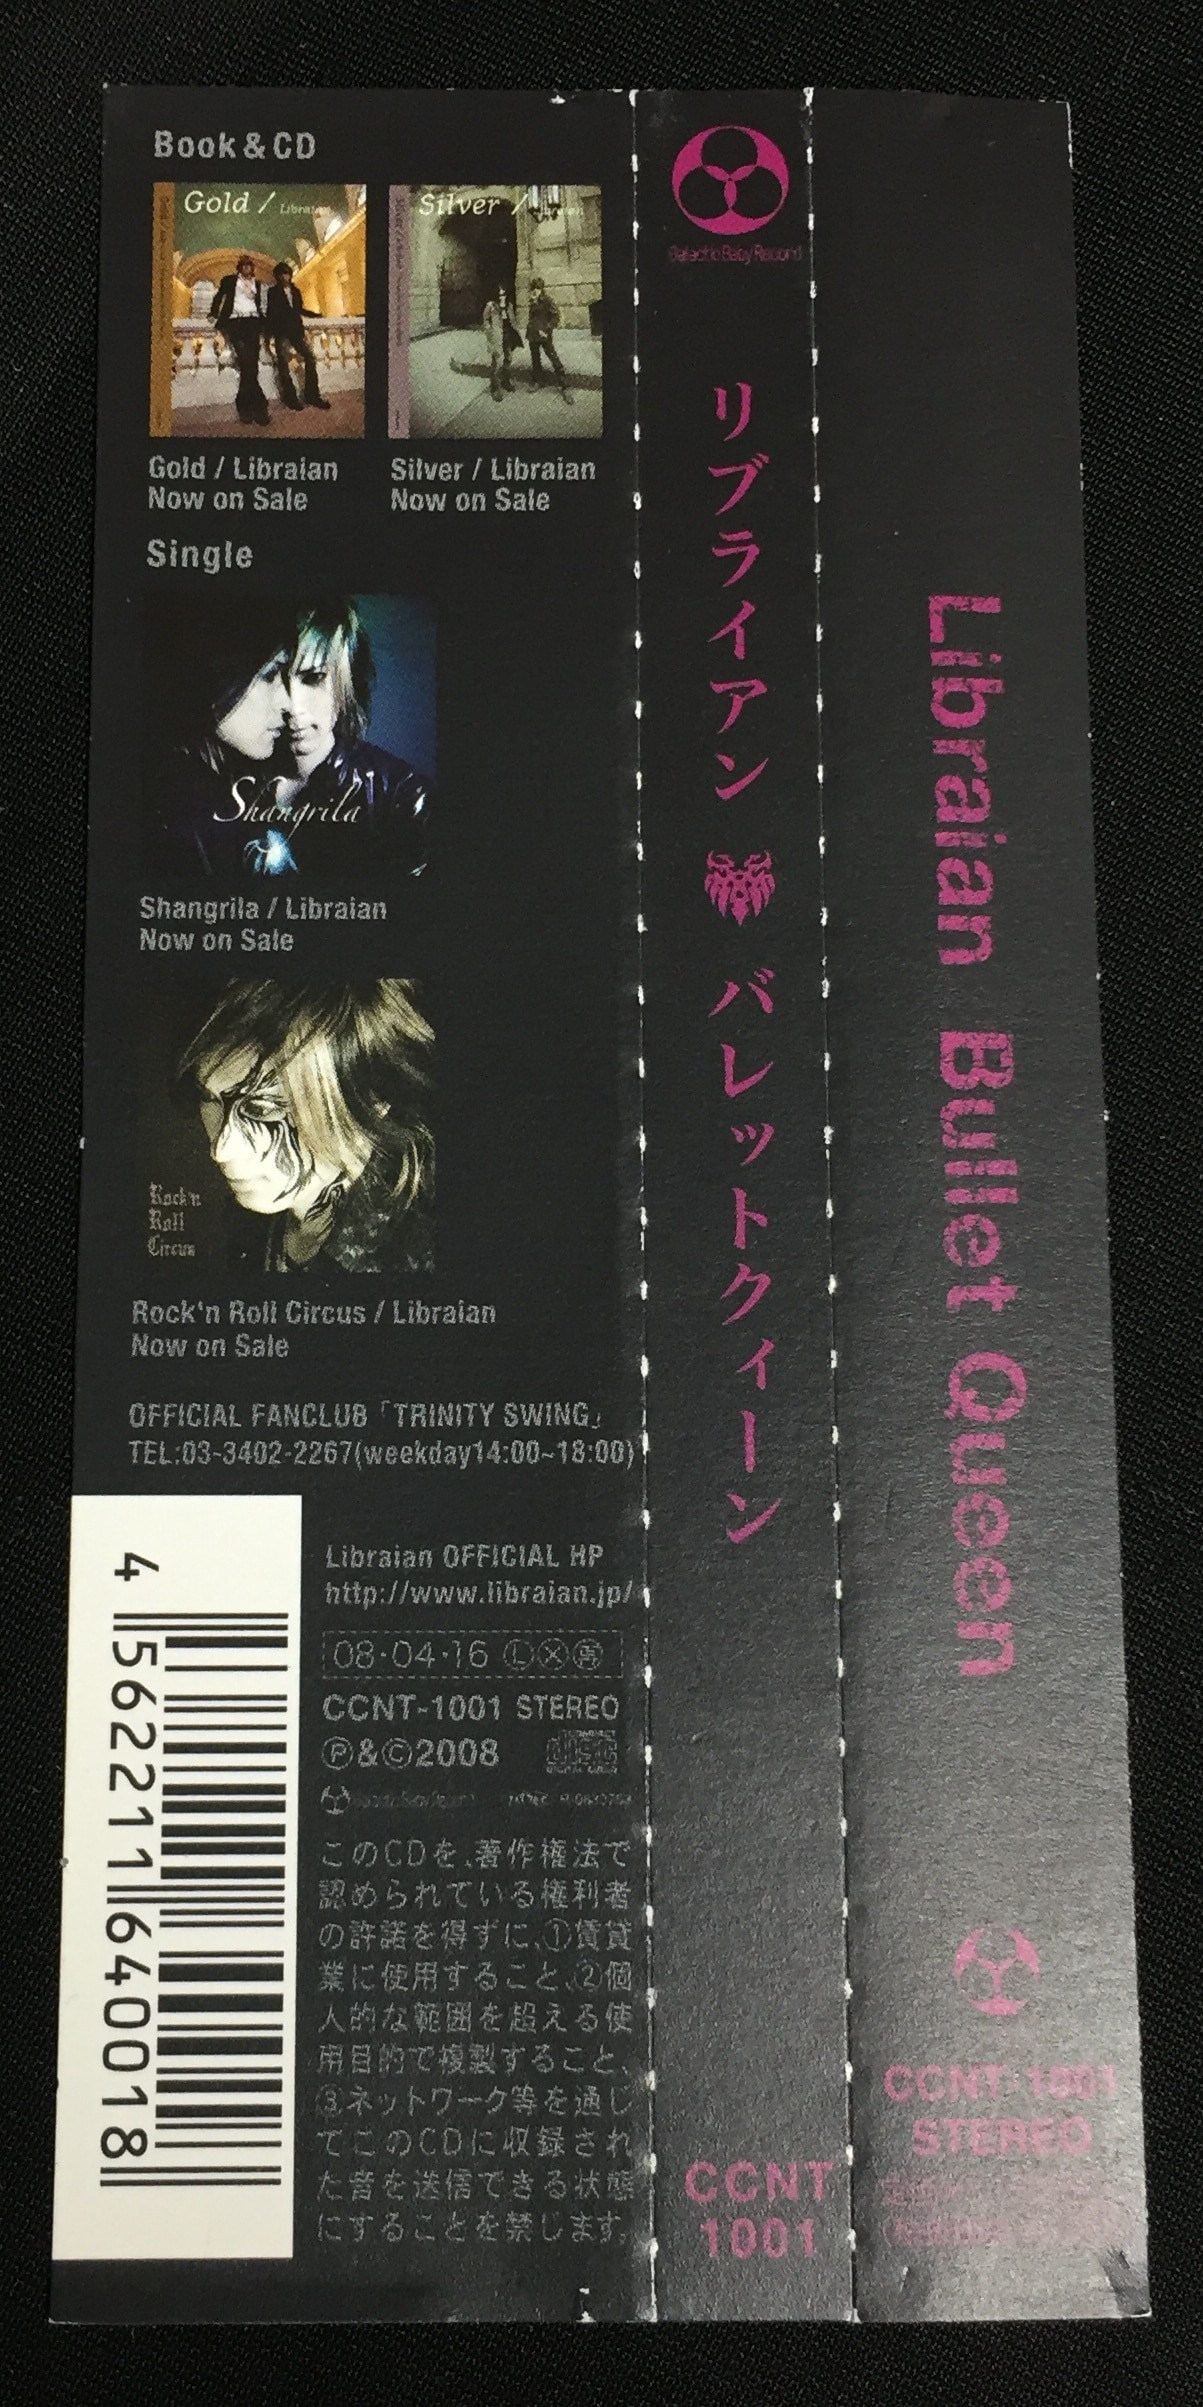 Book & CD
Gold /
Silver /
Gold / Libraian
Now on Sale
Silver / Libraian
Now on Sale
Single
Shangrila
Shangrila / Libraian
Now on Sale
Rock'n
Roll
Circus
Rock'n Roll Circus / Libraian
Now on Sale
OFFICIAL FANCLUB「TRINITY SWING」
TEL:03-3402-2267(weekday14:00~18:00)
4 562211 640018
Libraian OFFICIAL HP
http://www.libraian.jp/
08·04·16 Ⓛ Ⓧ
CCNT-1001 STEREO
Ⓟ&Ⓒ2008
このCDを、著作権法で
認められている権利者
の許諾を得ずに、①賃貸
業に使用すること、②個
人的な範囲を超える使
用目的で複製すること、
③ネットワーク等を通じ
てこのCDに収録され
た音を送信できる状態
にすることを禁じます。
Galactic Baby Record
リブライアン バレットクィーン
CCNT
1001
Libraian Bullet Queen
CCNT-1001
STEREO